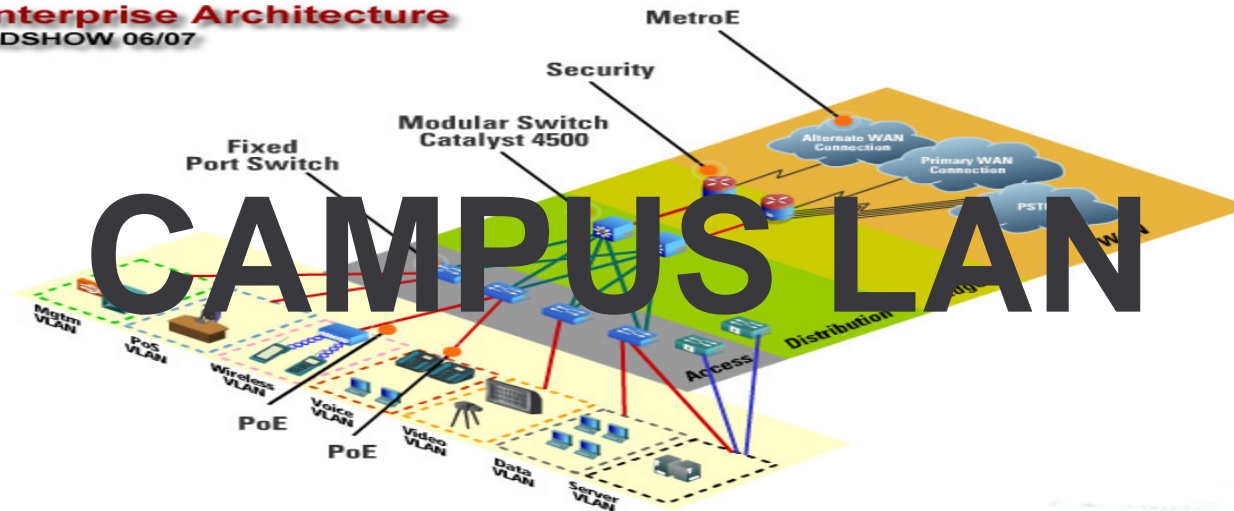 nterprise Architecture
DSHOW 06/07
MetroE
Security
Modular Switch
Catalyst 4500
Fixed
Port Switch
Alternate WAN
Connection
Primary WAN
Connection
CAMPUS LAN
Distribution
Access
Mgtm
VLAN
PoS
VLAN
Wireless
VLAN
Voice
VLAN
Video
VLAN
Data
VLAN
Server
VLAN
PoE
PoE